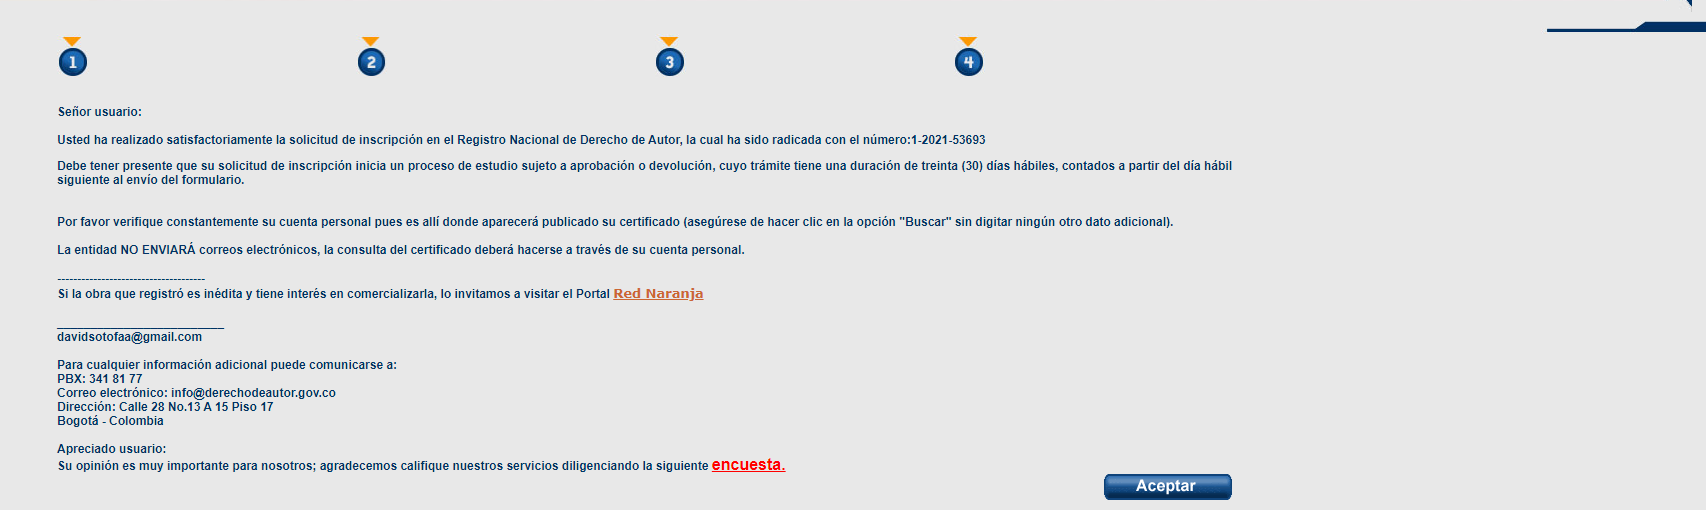 1 2 3 4
Señor usuario:
Usted ha realizado satisfactoriamente la solicitud de inscripción en el Registro Nacional de Derecho de Autor, la cual ha sido radicada con el número:1-2021-53693
Debe tener presente que su solicitud de inscripción inicia un proceso de estudio sujeto a aprobación o devolución, cuyo trámite tiene una duración de treinta (30) días hábiles, contados a partir del día hábil
siguiente al envío del formulario.
Por favor verifique constantemente su cuenta personal pues es allí donde aparecerá publicado su certificado (asegúrese de hacer clic en la opción "Buscar" sin digitar ningún otro dato adicional).
La entidad NO ENVIARÁ correos electrónicos, la consulta del certificado deberá hacerse a través de su cuenta personal.
-------------------------------------
Si la obra que registró es inédita y tiene interés en comercializarla, lo invitamos a visitar el Portal Red Naranja
_________________________
davidsotofaa@gmail.com
Para cualquier información adicional puede comunicarse a:
PBX: 341 81 77
Correo electrónico: info@derechodeautor.gov.co
Dirección: Calle 28 No.13 A 15 Piso 17
Bogotá - Colombia
Apreciado usuario:
Su opinión es muy importante para nosotros; agradecemos califique nuestros servicios diligenciando la siguiente encuesta.
Aceptar